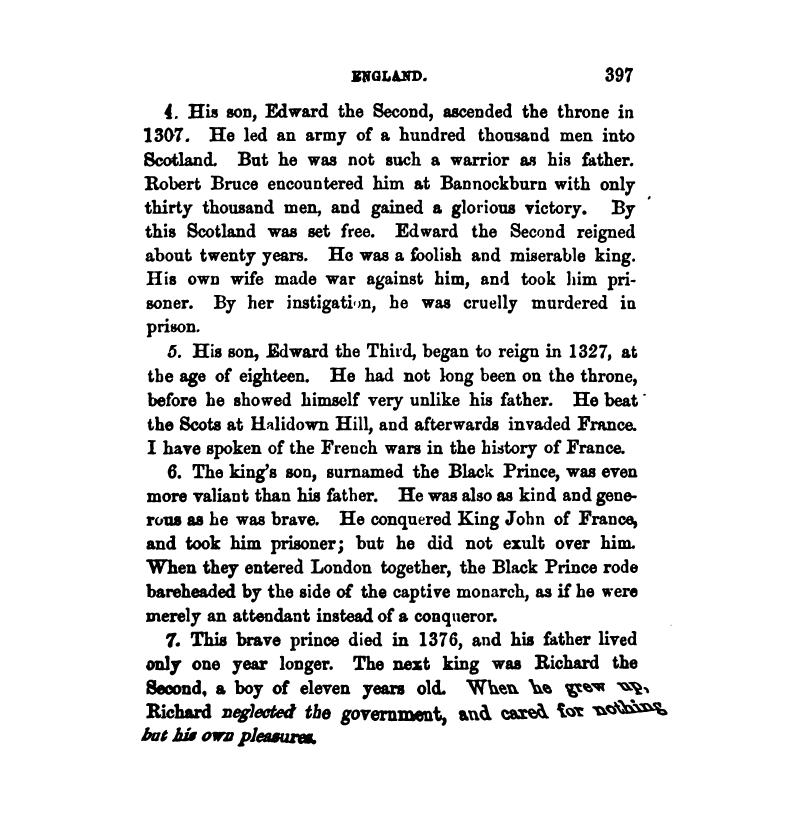 ENGLAND. 397
4. His son, Edward the Second, ascended the throne in
1307. He led an army of a hundred thousand men into
Scotland. But he was not such a warrior as his father.
Robert Bruce encountered him at Bannockburn with only
thirty thousand men, and gained a glorious victory. By
this Scotland was set free. Edward the Second reigned
about twenty years. He was a foolish and miserable king.
His own wife made war against him, and took him pri-
soner. By her instigation, he was cruelly murdered in
prison.
5. His son, Edward the Third, began to reign in 1327, at
the age of eighteen. He had not long been on the throne,
before he showed himself very unlike his father. He beat
the Scots at Halidown Hill, and afterwards invaded France.
I have spoken of the French wars in the history of France.
6. The king's son, surnamed the Black Prince, was even
more valiant than his father. He was also as kind and gene-
rous as he was brave. He conquered King John of France,
and took him prisoner; but he did not exult over him.
When they entered London together, the Black Prince rode
bareheaded by the side of the captive monarch, as if he were
merely an attendant instead of a conqueror.
7. This brave prince died in 1376, and his father lived
only one year longer. The next king was Richard the
Second, a boy of eleven years old. When he grew up,
Richard neglected the government, and cared for nothing
but his own pleasures.